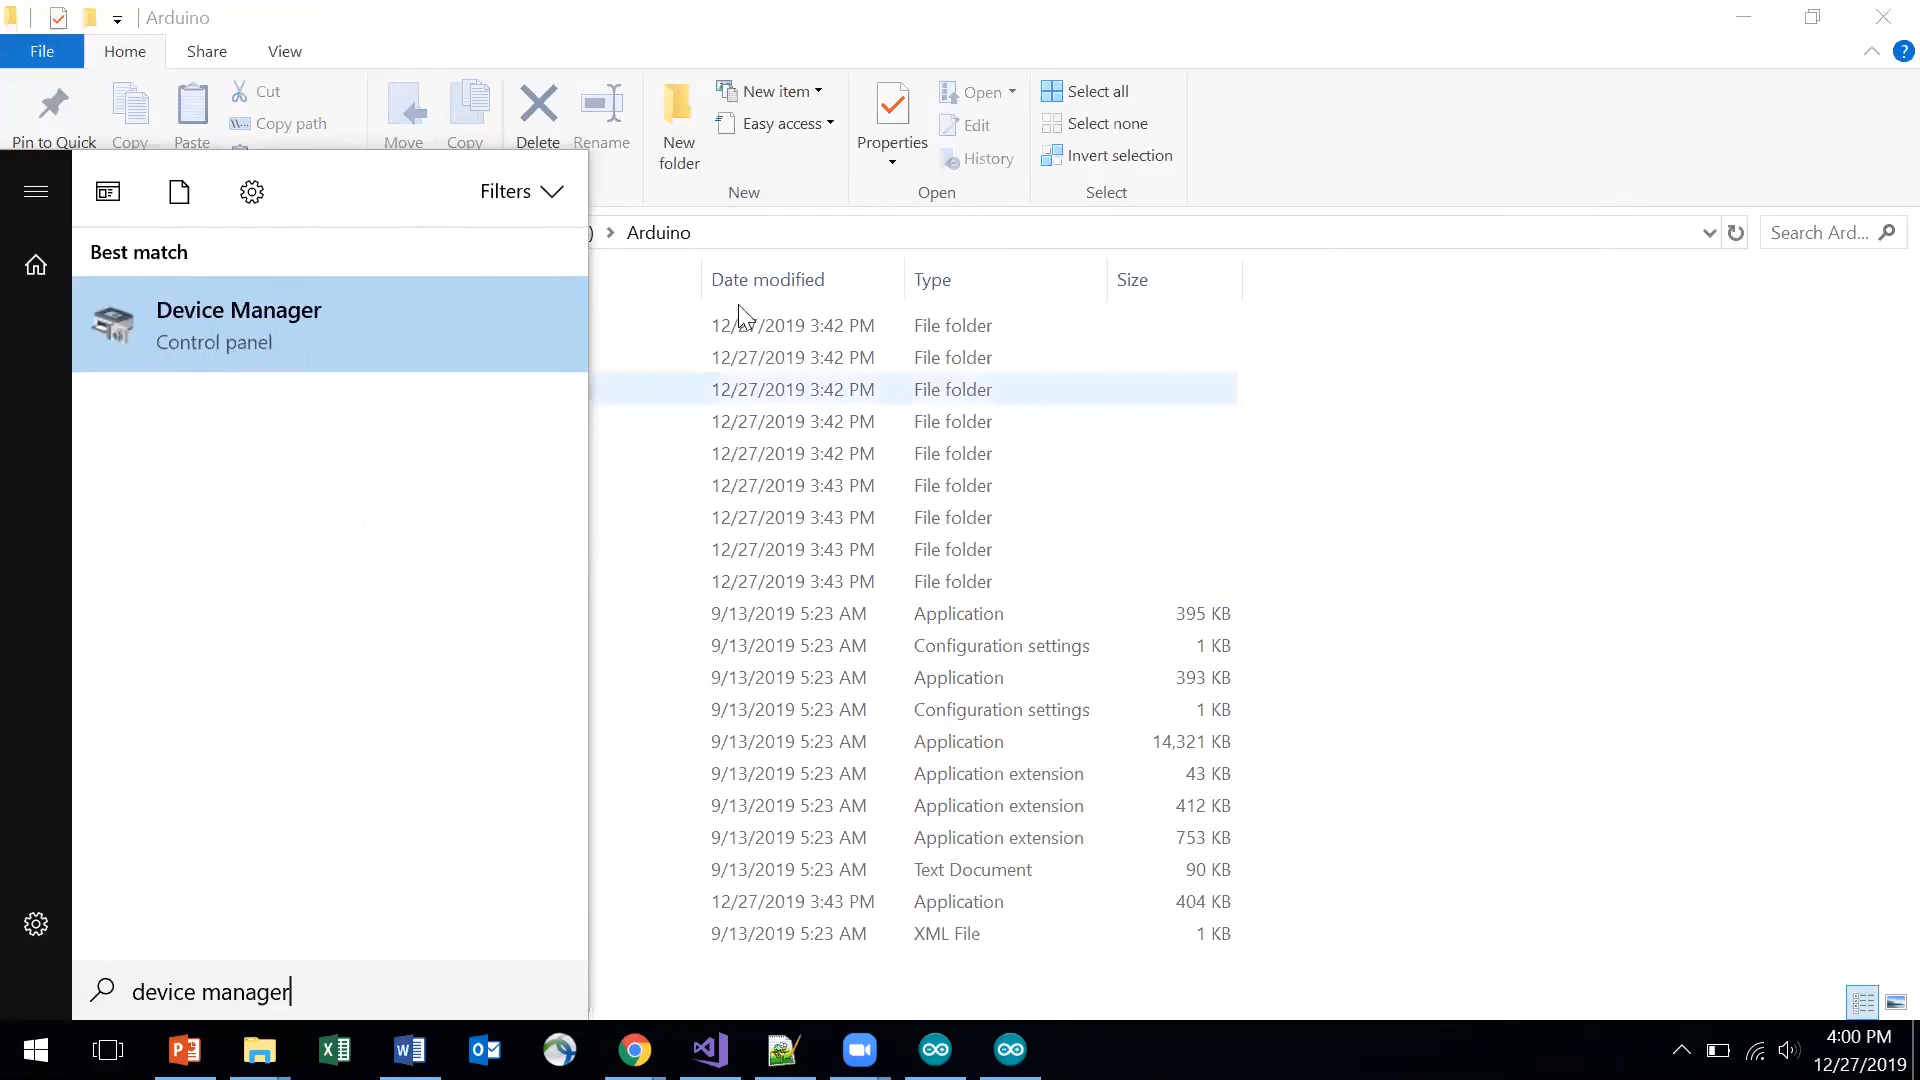 Arduino
File
Home
Share
View
?
Pin to Quick
Copy
Paste
Cut
Copy path
Move
Copy
Delete
Rename
New
folder
New item
Easy access
New
Properties
Open
Edit
History
Open
Select all
Select none
Invert selection
Select
Filters
Best match
Device Manager
Control panel
device manager
) > Arduino
Search Ard...
Date modified Type Size
12/27/2019 3:42 PM File folder
12/27/2019 3:42 PM File folder
12/27/2019 3:42 PM File folder
12/27/2019 3:42 PM File folder
12/27/2019 3:42 PM File folder
12/27/2019 3:43 PM File folder
12/27/2019 3:43 PM File folder
12/27/2019 3:43 PM File folder
12/27/2019 3:43 PM File folder
9/13/2019 5:23 AM Application 395 KB
9/13/2019 5:23 AM Configuration settings 1 KB
9/13/2019 5:23 AM Application 393 KB
9/13/2019 5:23 AM Configuration settings 1 KB
9/13/2019 5:23 AM Application 14,321 KB
9/13/2019 5:23 AM Application extension 43 KB
9/13/2019 5:23 AM Application extension 412 KB
9/13/2019 5:23 AM Application extension 753 KB
9/13/2019 5:23 AM Text Document 90 KB
12/27/2019 3:43 PM Application 404 KB
9/13/2019 5:23 AM XML File 1 KB
4:00 PM
12/27/2019